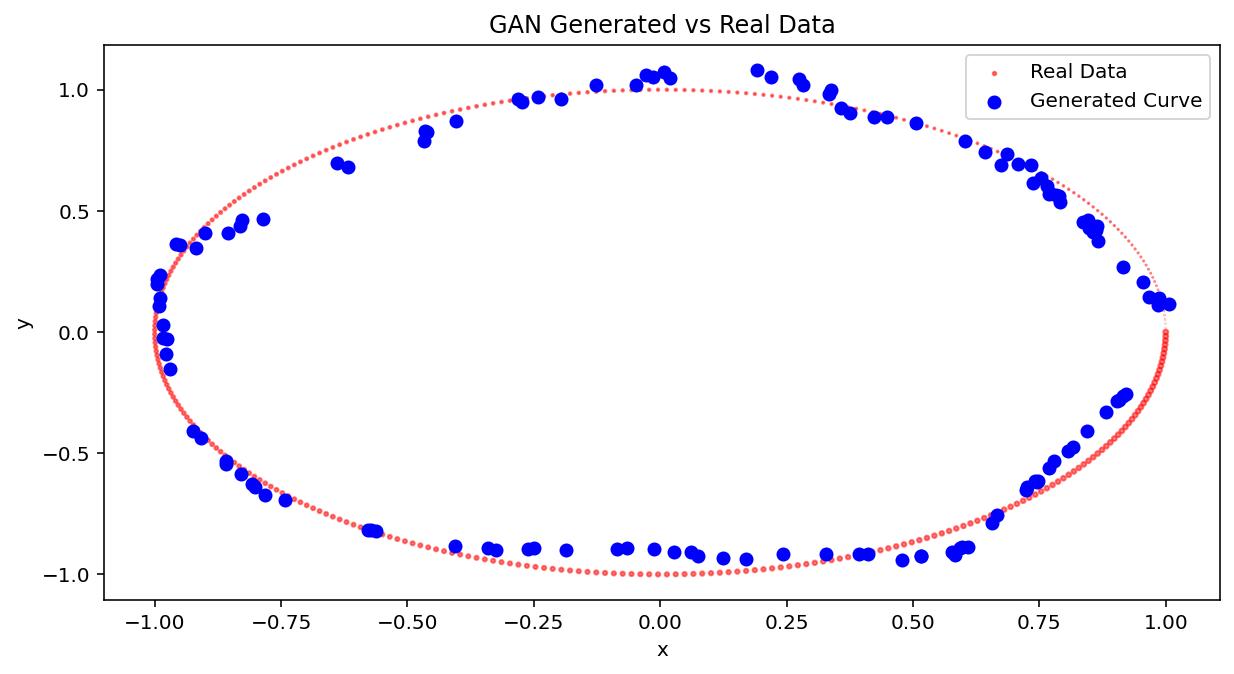 GAN Generated vs Real Data
Real Data
Generated Curve
1.0
0.5
0.0
−0.5
−1.0
y
−1.00 −0.75 −0.50 −0.25 0.00 0.25 0.50 0.75 1.00
x